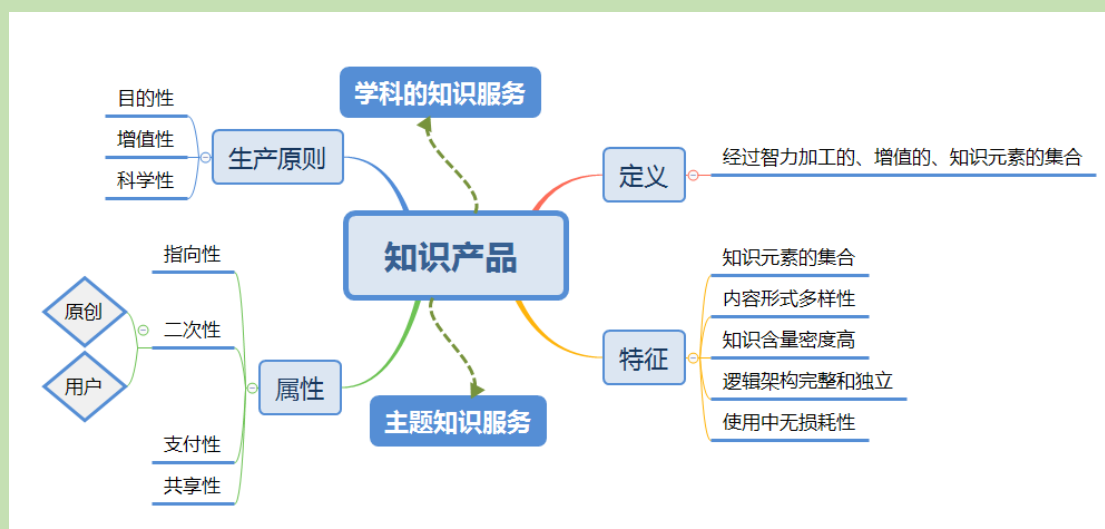 学科的知识服务
目的性
增值性
科学性
生产原则
定义
经过智力加工的、增值的、知识元素的集合
知识产品
指向性
原创
二次性
用户
属性
支付性
共享性
特征
知识元素的集合
内容形式多样性
知识含量密度高
逻辑架构完整和独立
使用中无损耗性
主题知识服务